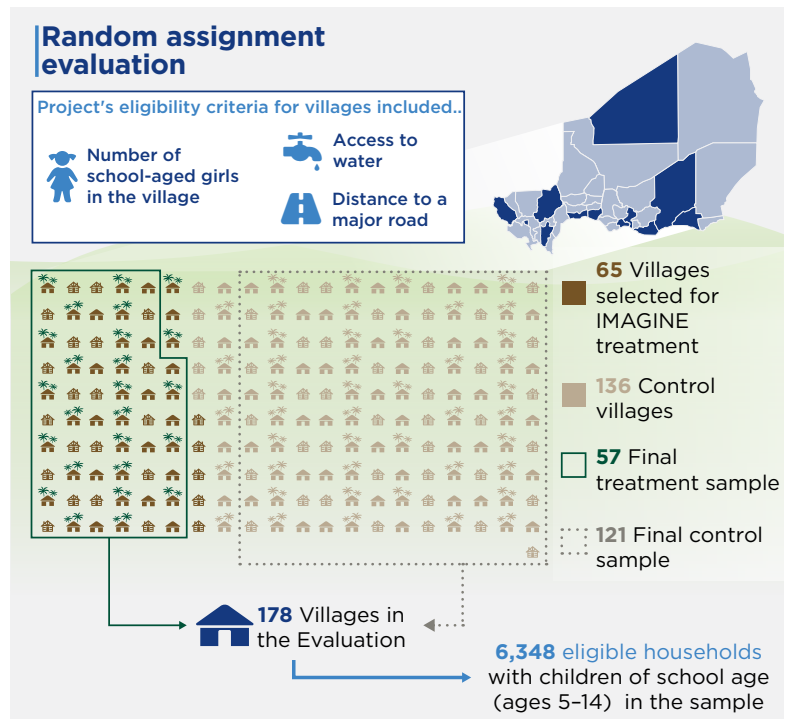 Random assignment
evaluation
Project's eligibility criteria for villages included..
Number of
school-aged girls
in the village
Access to
water
Distance to a
major road
65 Villages
selected for
IMAGINE
treatment
136 Control
villages
57 Final
treatment sample
121 Final control
sample
178 Villages in
the Evaluation
6,348 eligible households
with children of school age
(ages 5–14) in the sample